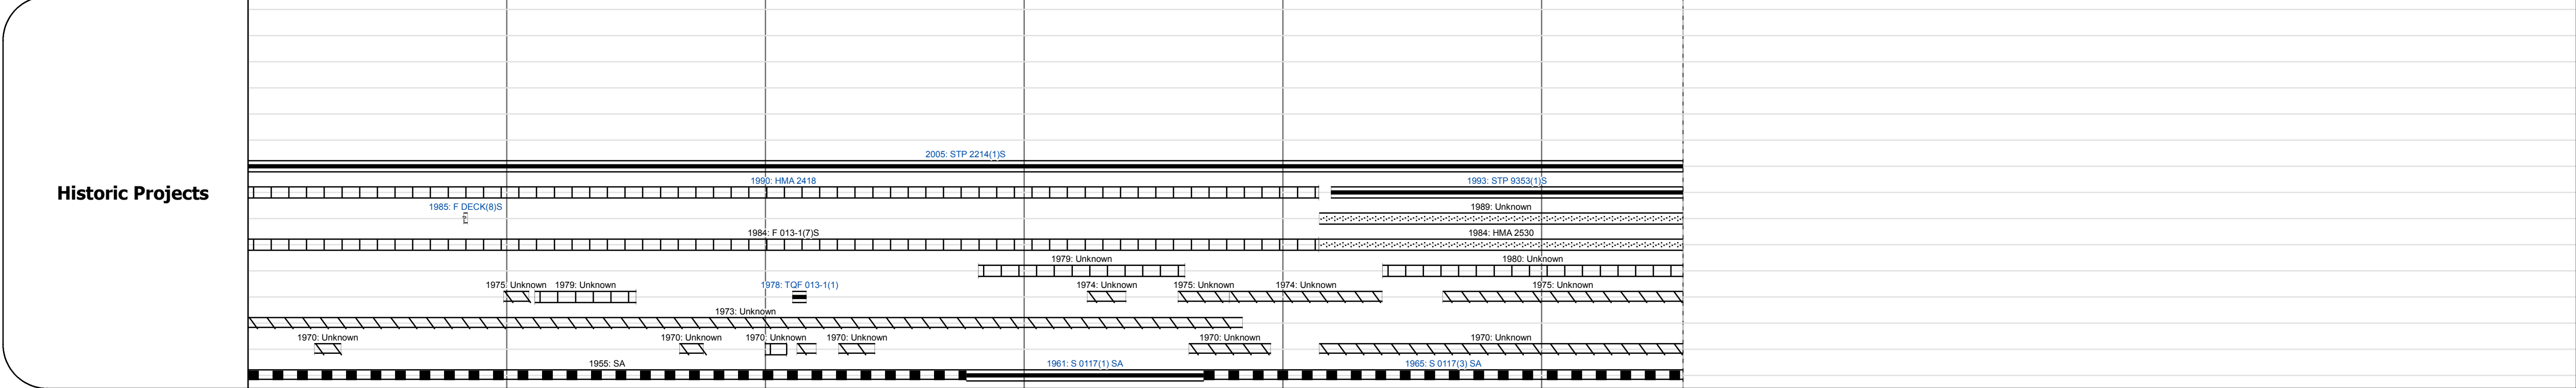 2005: STP 2214(1)S
1990: HMA 2418
1993: STP 9353(1)S
Historic Projects
1985: F DECK(8)S
1989: Unknown
1984: F 013-1(7)S
1984: HMA 2530
1979: Unknown
1980: Unknown
1975: Unknown
1979: Unknown
1978: TQF 013-1(1)
1974: Unknown
1975: Unknown
1974: Unknown
1975: Unknown
1973: Unknown
1970: Unknown
1970: Unknown
1970: Unknown
1970: Unknown
1970: Unknown
1970: Unknown
1955: SA
1961: S 0117(1) SA
1965: S 0117(3) SA